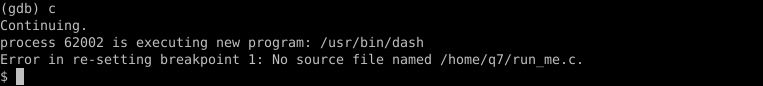 (gdb) c
Continuing.
process 62002 is executing new program: /usr/bin/dash
Error in re-setting breakpoint 1: No source file named /home/q7/run_me.c.
$